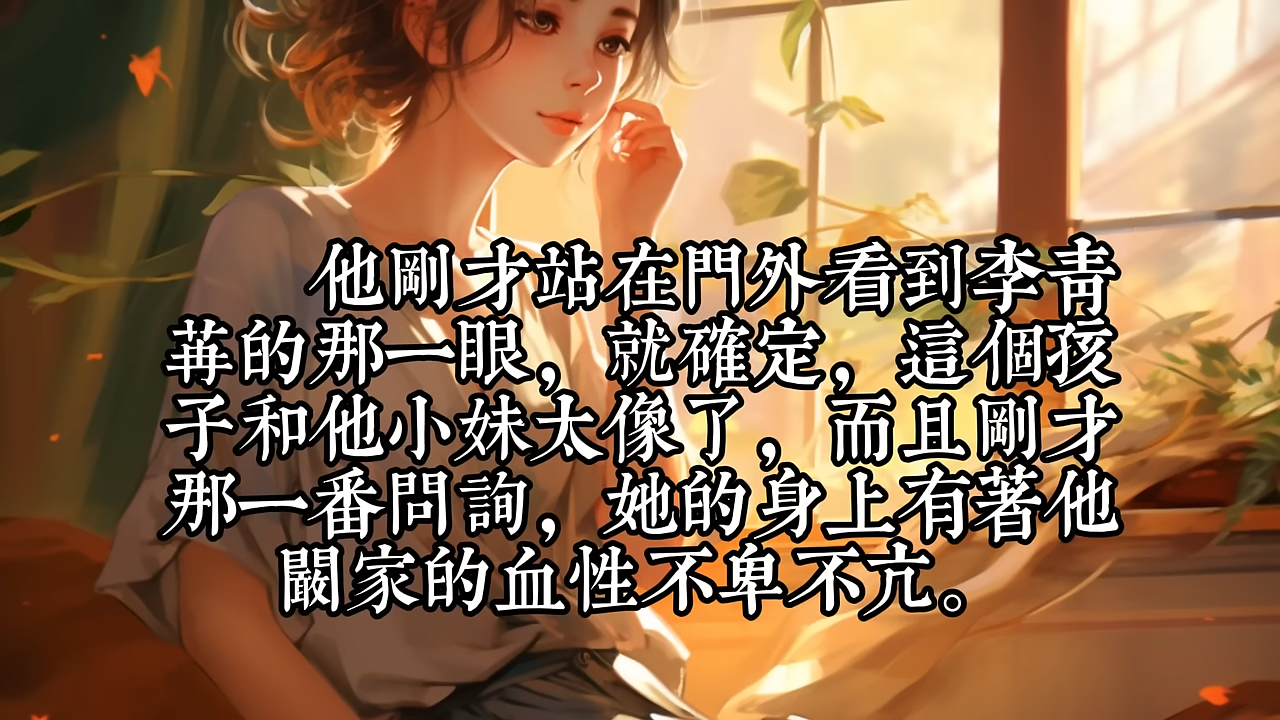 他剛才站在門外看到李青
苒的那一眼，就確定，這個孩
子和他小妹太像了，而且剛才
那一番問詢，她的身上有著他
闞家的血性不卑不亢。